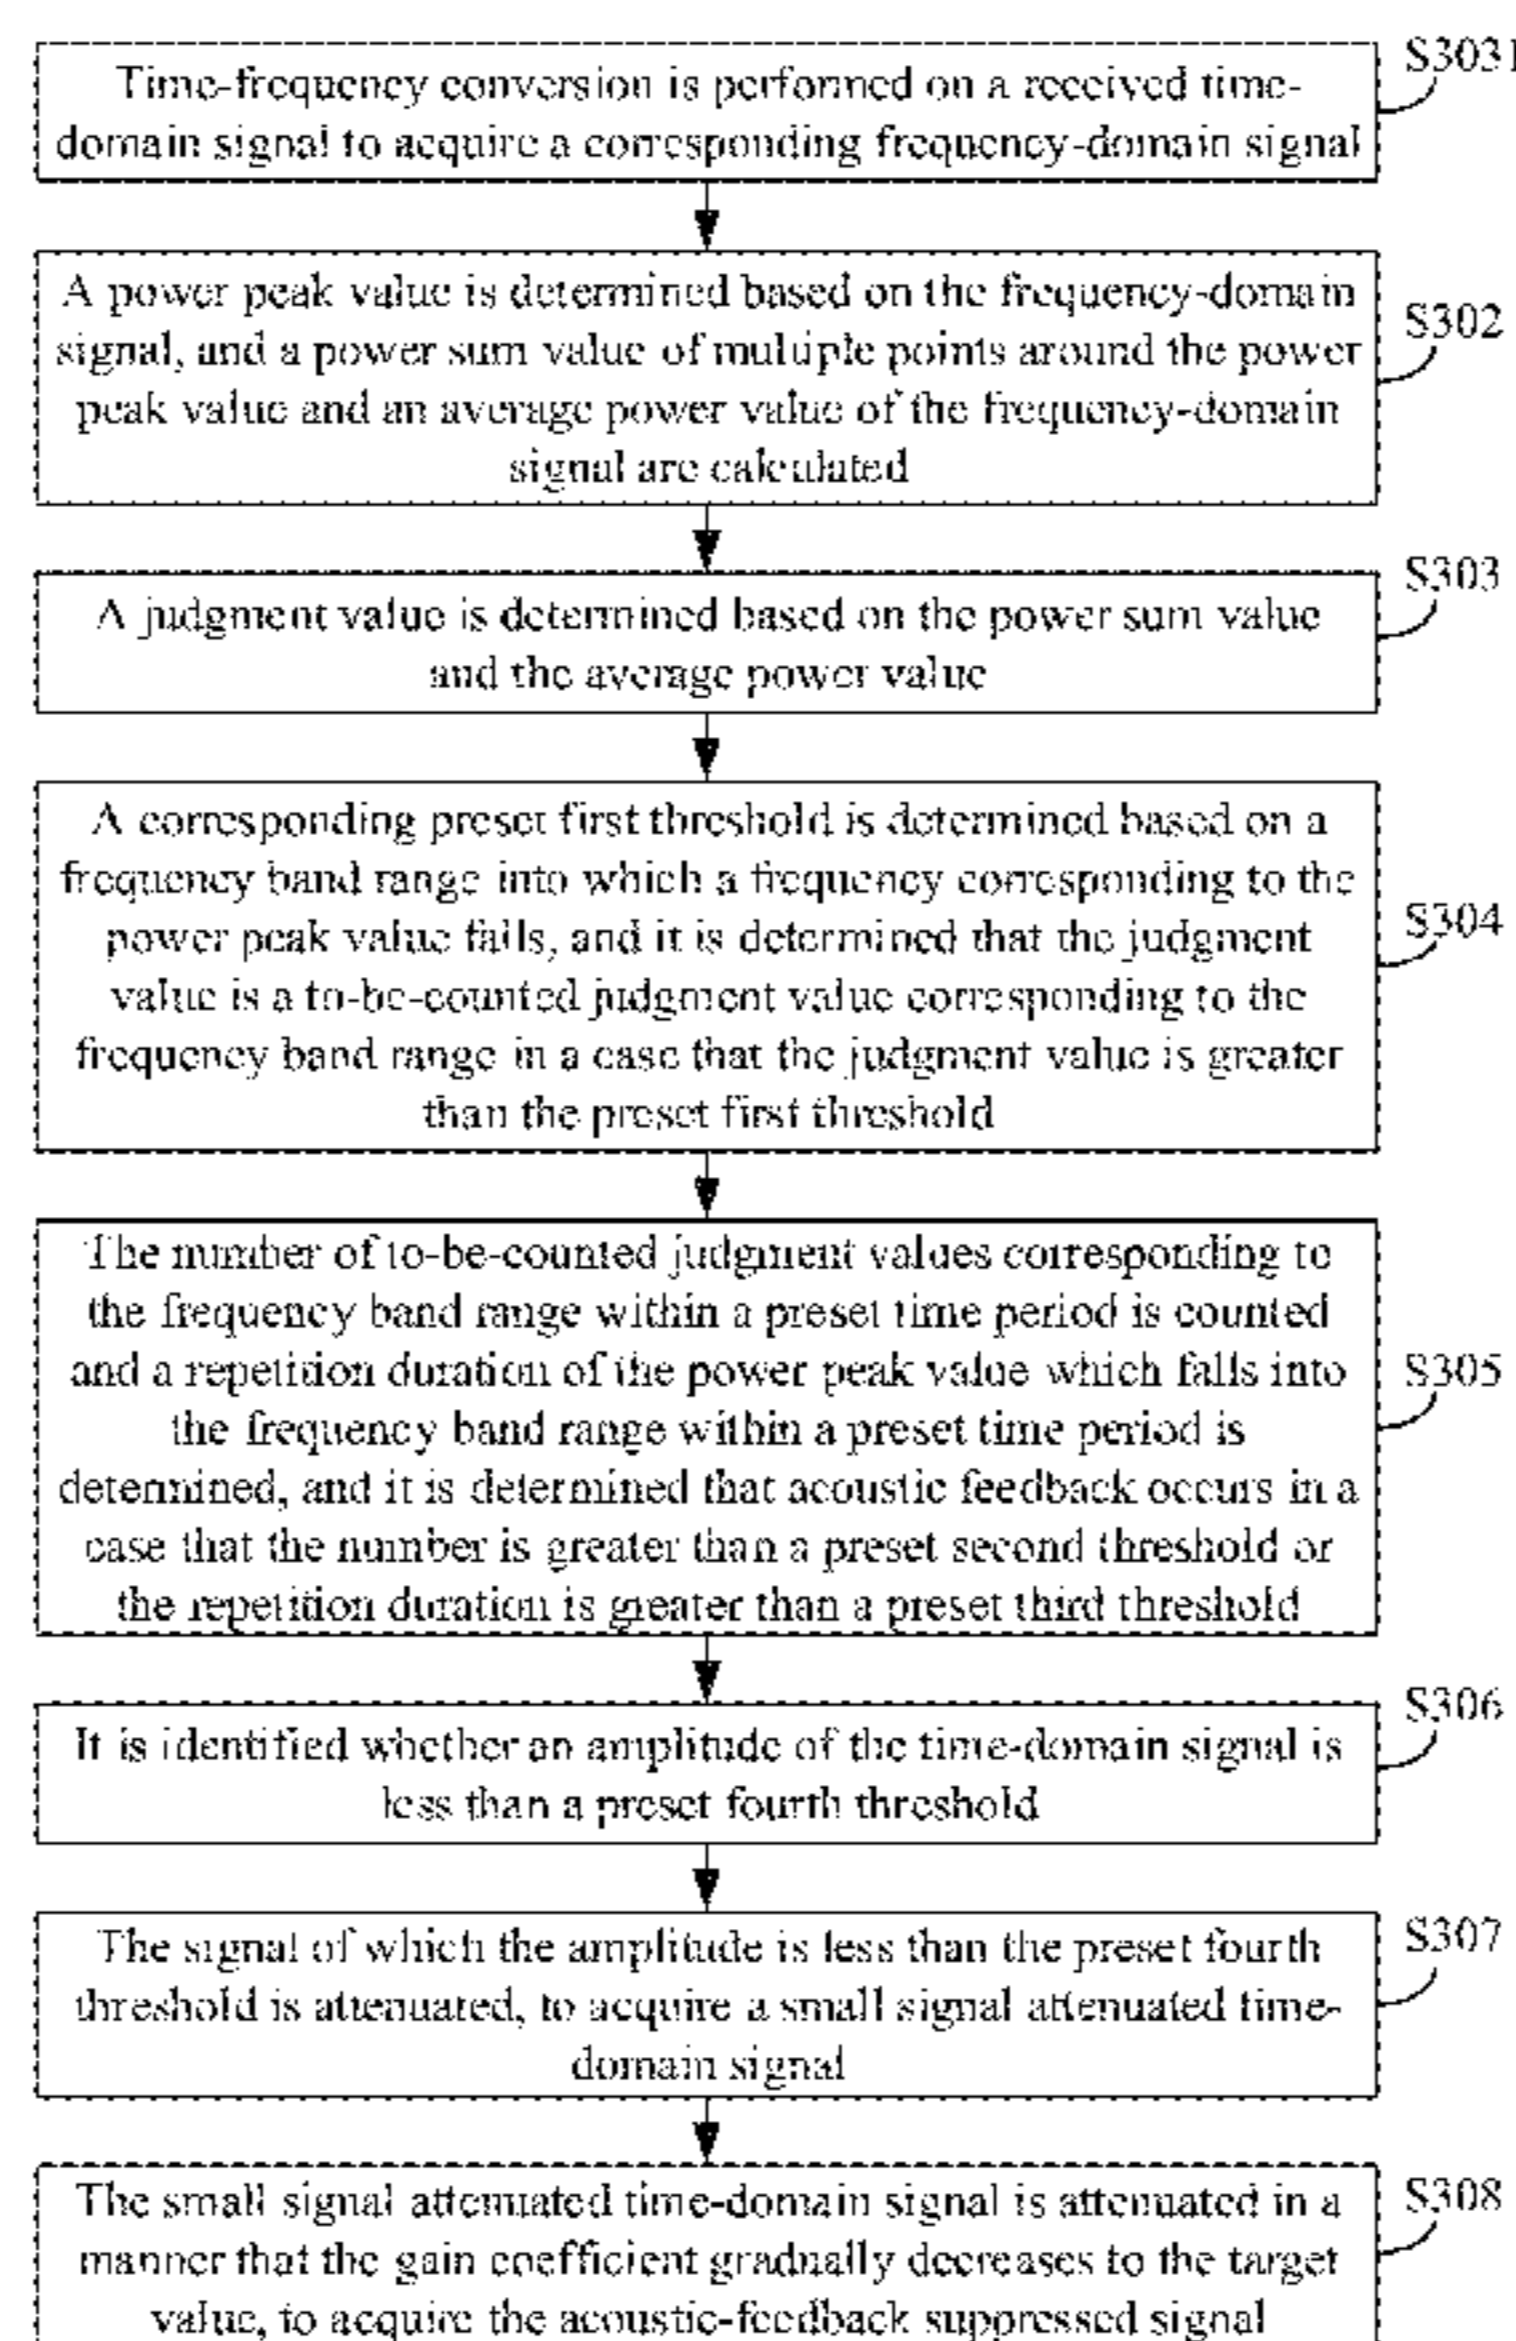 S3031
Time-frequency conversion is performed on a received time-
domain signal to acquire a corresponding frequency-domain signal
A power peak value is determined based on the frequency-domain
signal, and a power sum value of multiple points around the power
peak value and an average power value of the frequency-domain
signal are calculated
S302
A judgment value is determined based on the power sum value
and the average power value
S303
A corresponding preset first threshold is determined based on a
frequency band range into which a frequency corresponding to the
power peak value falls, and it is determined that the judgment
value is a to-be-counted judgment value corresponding to the
frequency band range in a case that the judgment value is greater
than the preset first threshold
S304
The number of to-be-counted judgment values corresponding to
the frequency band range within a preset time period is counted
and a repetition duration of the power peak value which falls into
the frequency band range within a preset time period is
determined, and it is determined that acoustic feedback occurs in a
case that the number is greater than a preset second threshold or
the repetition duration is greater than a preset third threshold
S305
It is identified whether an amplitude of the time-domain signal is
less than a preset fourth threshold
S306
The signal of which the amplitude is less than the preset fourth
threshold is attenuated, to acquire a small signal attenuated time-
domain signal
S307
The small signal attenuated time-domain signal is attenuated in a
manner that the gain coefficient gradually decreases to the target
value, to acquire the acoustic-feedback suppressed signal
S308